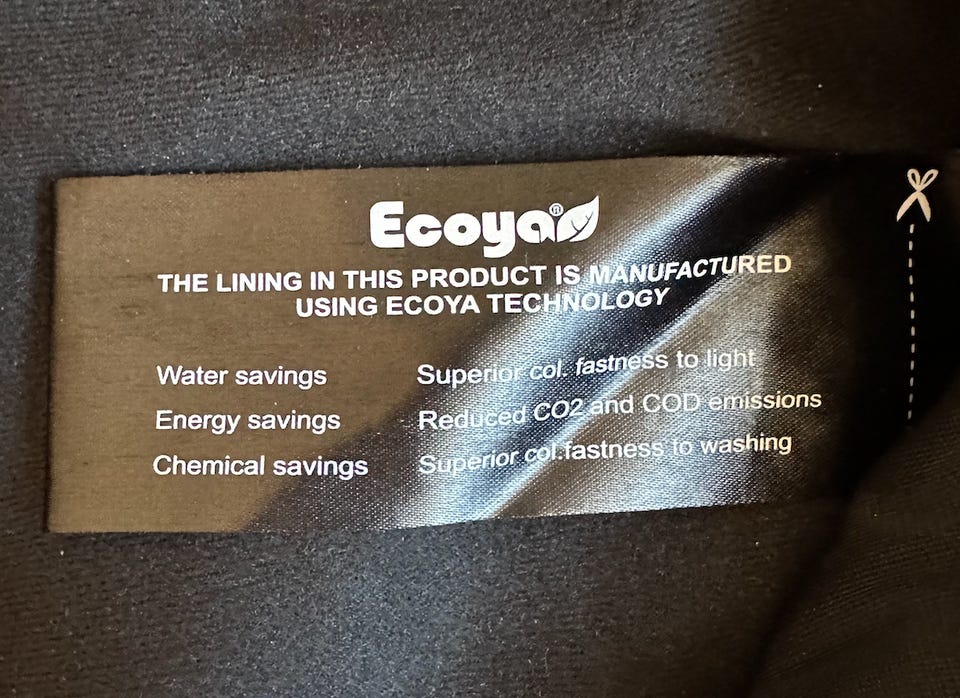 Ecoya®
THE LINING IN THIS PRODUCT IS MANUFACTURED
USING ECOYA TECHNOLOGY
Water savings Superior col. fastness to light
Energy savings Reduced CO2 and COD emissions
Chemical savings Superior col.fastness to washing